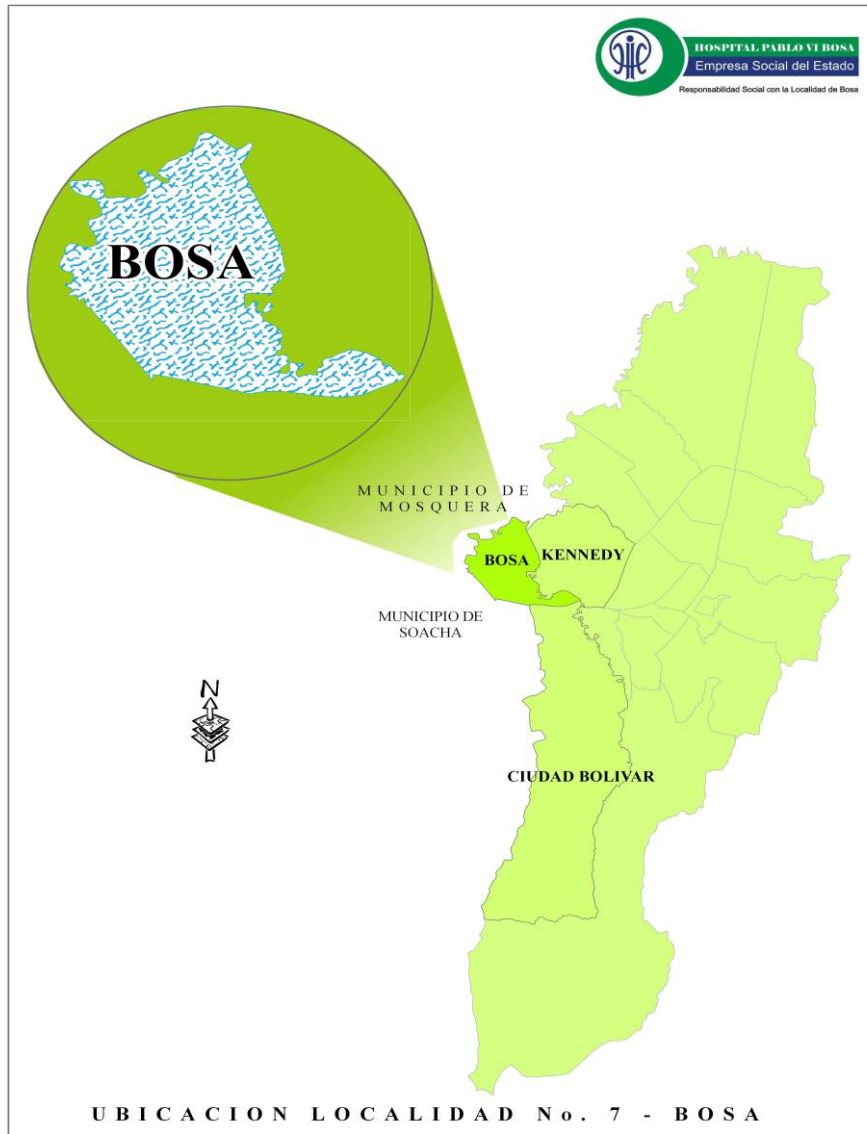 HOSPITAL PABLO VI BOSA
Empresa Social del Estado
Responsabilidad Social con la Localidad de Bosa
BOSA
MUNICIPIO DE
MOSQUERA
BOSA
KENNEDY
MUNICIPIO DE
SOACHA
N
CIUDAD BOLIVAR
UBICACION LOCALIDAD No. 7 - BOSA